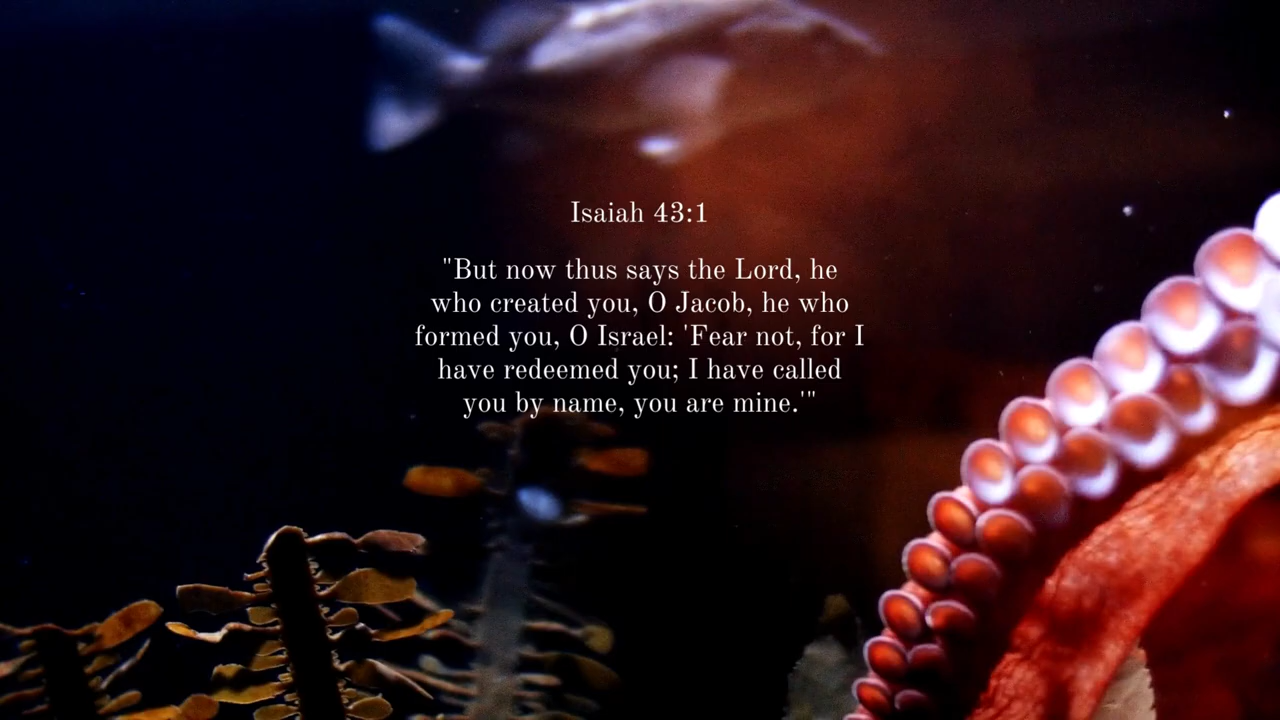 Isaiah 43:1
"But now thus says the Lord, he
who created you, O Jacob, he who
formed you, O Israel: 'Fear not, for I
have redeemed you; I have called
you by name, you are mine.'"